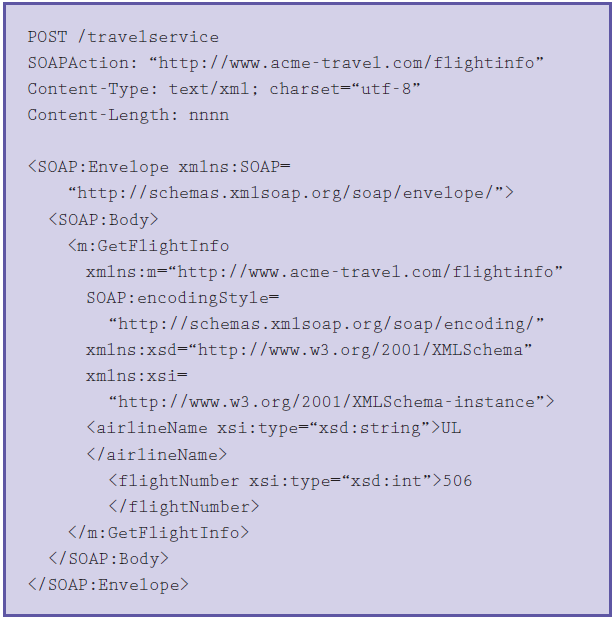 POST /travelservice
SOAPAction: “http://www.acme-travel.com/flightinfo”
Content-Type: text/xml; charset=“utf-8”
Content-Length: nnnn

<SOAP:Envelope xmlns:SOAP=
    “http://schemas.xmlsoap.org/soap/envelope/”>
  <SOAP:Body>
    <m:GetFlightInfo
      xmlns:m=“http://www.acme-travel.com/flightinfo”
      SOAP:encodingStyle=
        “http://schemas.xmlsoap.org/soap/encoding/”
      xmlns:xsd=“http://www.w3.org/2001/XMLSchema”
      xmlns:xsi=
        “http://www.w3.org/2001/XMLSchema-instance”>
      <airlineName xsi:type=“xsd:string”>UL
      </airlineName>
        <flightNumber xsi:type=“xsd:int”>506
        </flightNumber>
    </m:GetFlightInfo>
  </SOAP:Body>
</SOAP:Envelope>